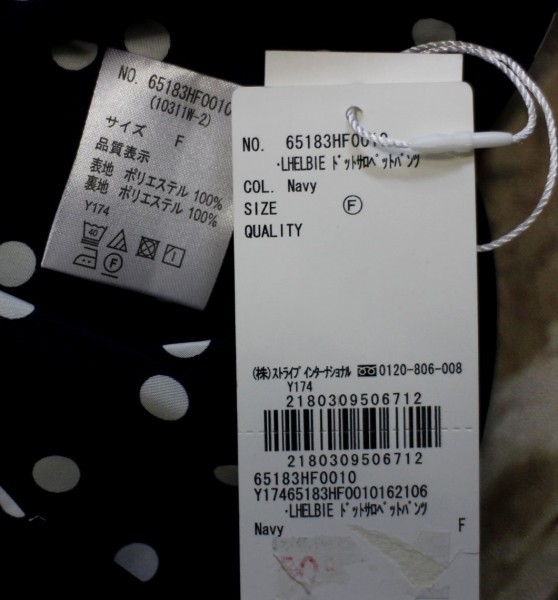 NO. 65183HF0010
(10311W-2)
サイズ F
品質表示
表地 ポリエステル 100%
裏地 ポリエステル 100%
Y174
40
F
NO. 65183HF0010
·LHELBIE ドットサロペットパンツ
COL. Navy
SIZE F
QUALITY
(株)ストライプ インターナショナル 0120-806-008
Y174
2180309506712
2180309506712
65183HF0010
Y17465183HF0010162106
·LHELBIE ドットサロペットパンツ
Navy F